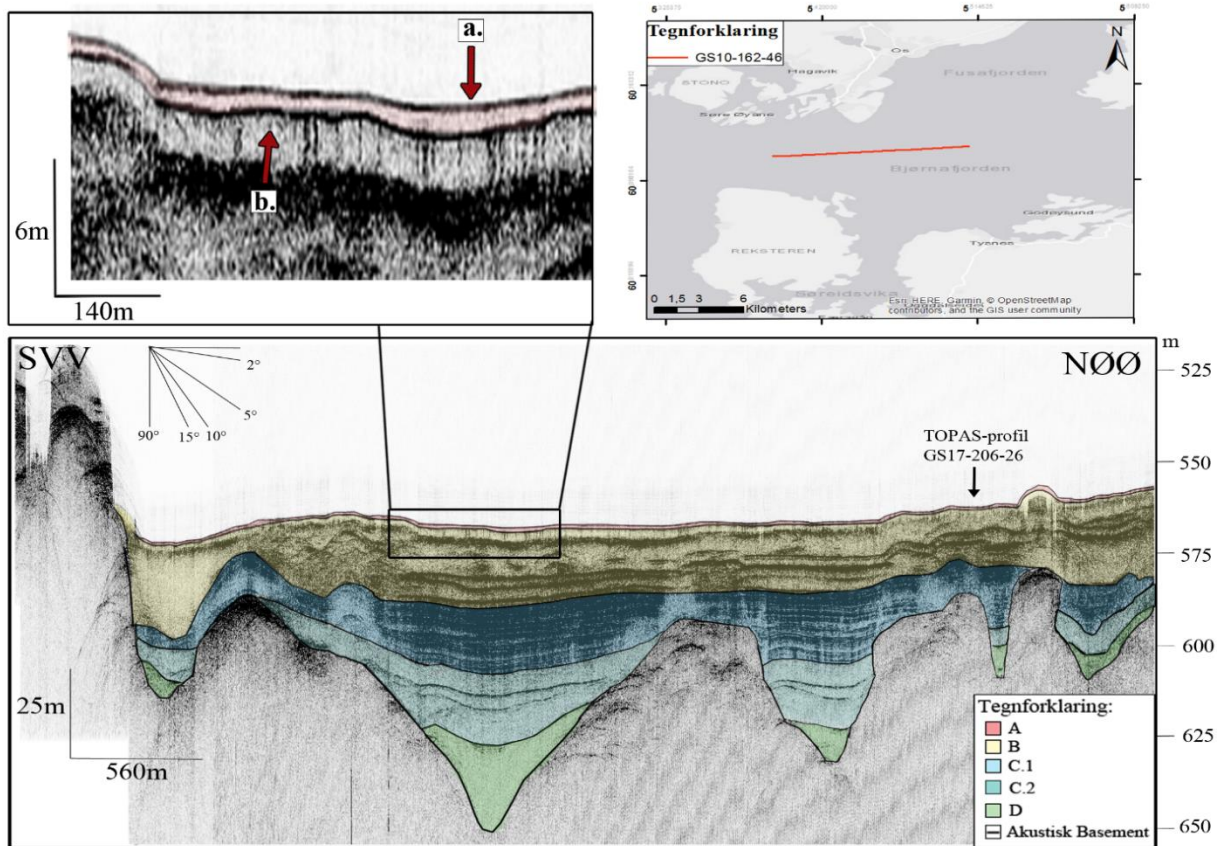 a.
b.
6m
140m
Tegnforklaring
GS10-162-46
N
Os
Hagavik
Fusafjorden
STONO
Bjørnafjorden
Godøysund
REKSTEREN
Tysnes
Søreidsvika
0 1,5 3 6
Kilometers
Esri, HERE, Garmin, © OpenStreetMap
contributors, and the GIS user community
SVV
NØØ
m
2°
5°
10°
15°
90°
TOPAS-profil
GS17-206-26
525
550
575
600
625
650
25m
560m
Tegnforklaring:
A
B
C.1
C.2
D
Akustisk Basement